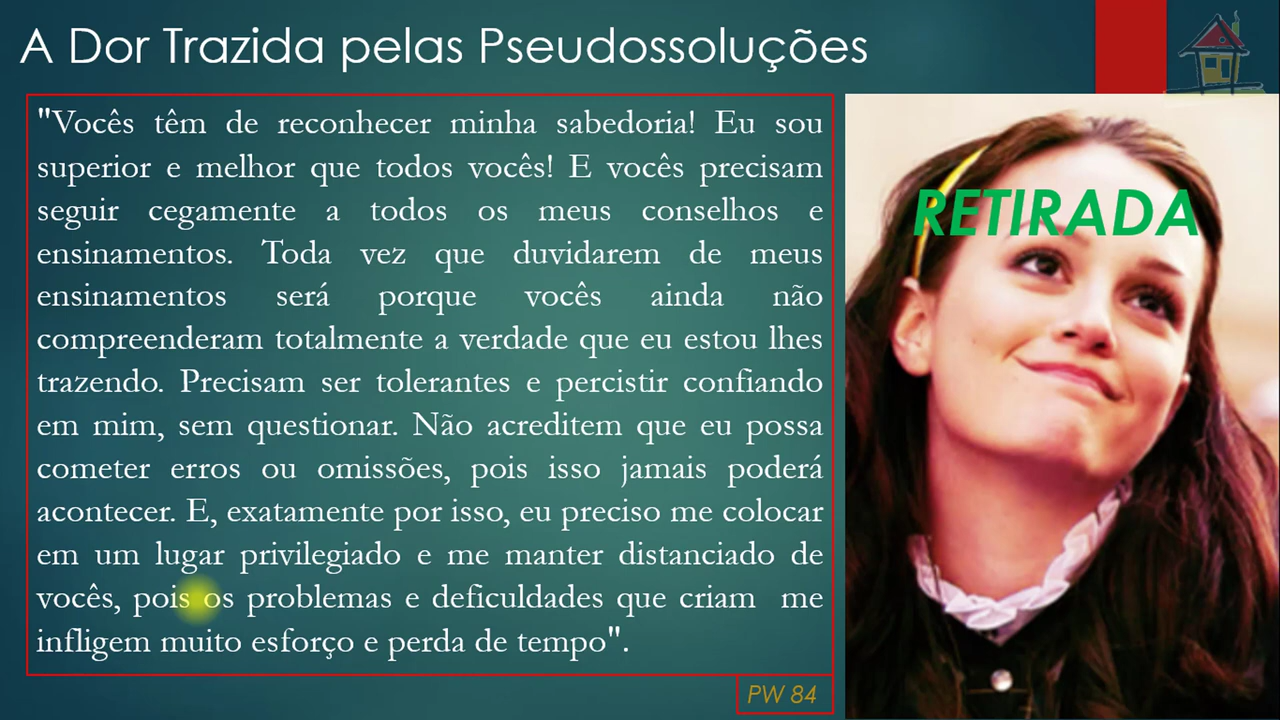 A Dor Trazida pelas Pseudossoluções
"Vocês têm de reconhecer minha sabedoria! Eu sou
superior e melhor que todos vocês! E vocês precisam
seguir cegamente a todos os meus conselhos e
ensinamentos. Toda vez que duvidarem de meus
ensinamentos será porque vocês ainda não
compreenderam totalmente a verdade que eu estou lhes
trazendo. Precisam ser tolerantes e percistir confiando
em mim, sem questionar. Não acreditem que eu possa
cometer erros ou omissões, pois isso jamais poderá
acontecer. E, exatamente por isso, eu preciso me colocar
em um lugar privilegiado e me manter distanciado de
vocês, pois os problemas e deficuldades que criam me
infligem muito esforço e perda de tempo".
PW 84
RETIRADA